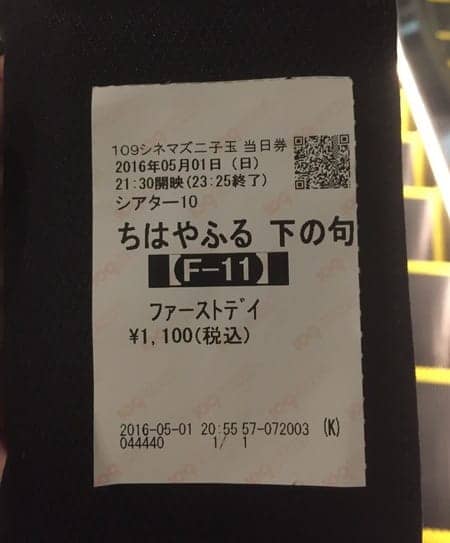 109シネマズ二子玉 当日券
2016年05月01日 (日)
21:30開映(23:25終了)
シアター10
ちはやふる 下の句
【F-11】
ﾌｧｰｽﾄﾃﾞｲ
¥1,100(税込)
2016-05-01 20:55 57-072003 (K)
044440 1/ 1